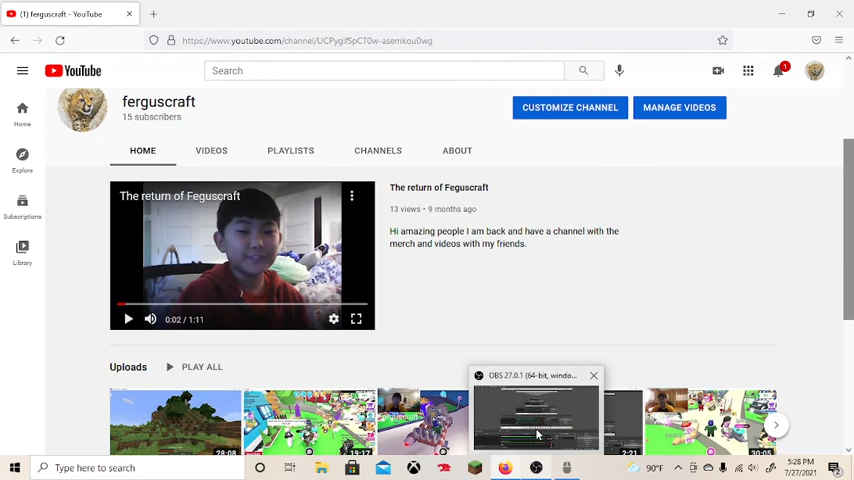 (1) ferguscraft - YouTube
https://www.youtube.com/channel/UCPygifSpCT0w-asemkou0wg
YouTube
Search
1
ferguscraft
15 subscribers
CUSTOMIZE CHANNEL
MANAGE VIDEOS
Home
Explore
Subscriptions
Library
HOME
VIDEOS
PLAYLISTS
CHANNELS
ABOUT
The return of Feguscraft
0:02 / 1:11
The return of Feguscraft
13 views • 9 months ago
Hi amazing people I am back and have a channel with the
merch and videos with my friends.
Uploads
PLAY ALL
OBS 27.0.1 (64-bit, windo...
28:08
19:17
2:21
30:05
Type here to search
90°F
5:28 PM
7/27/2021
2